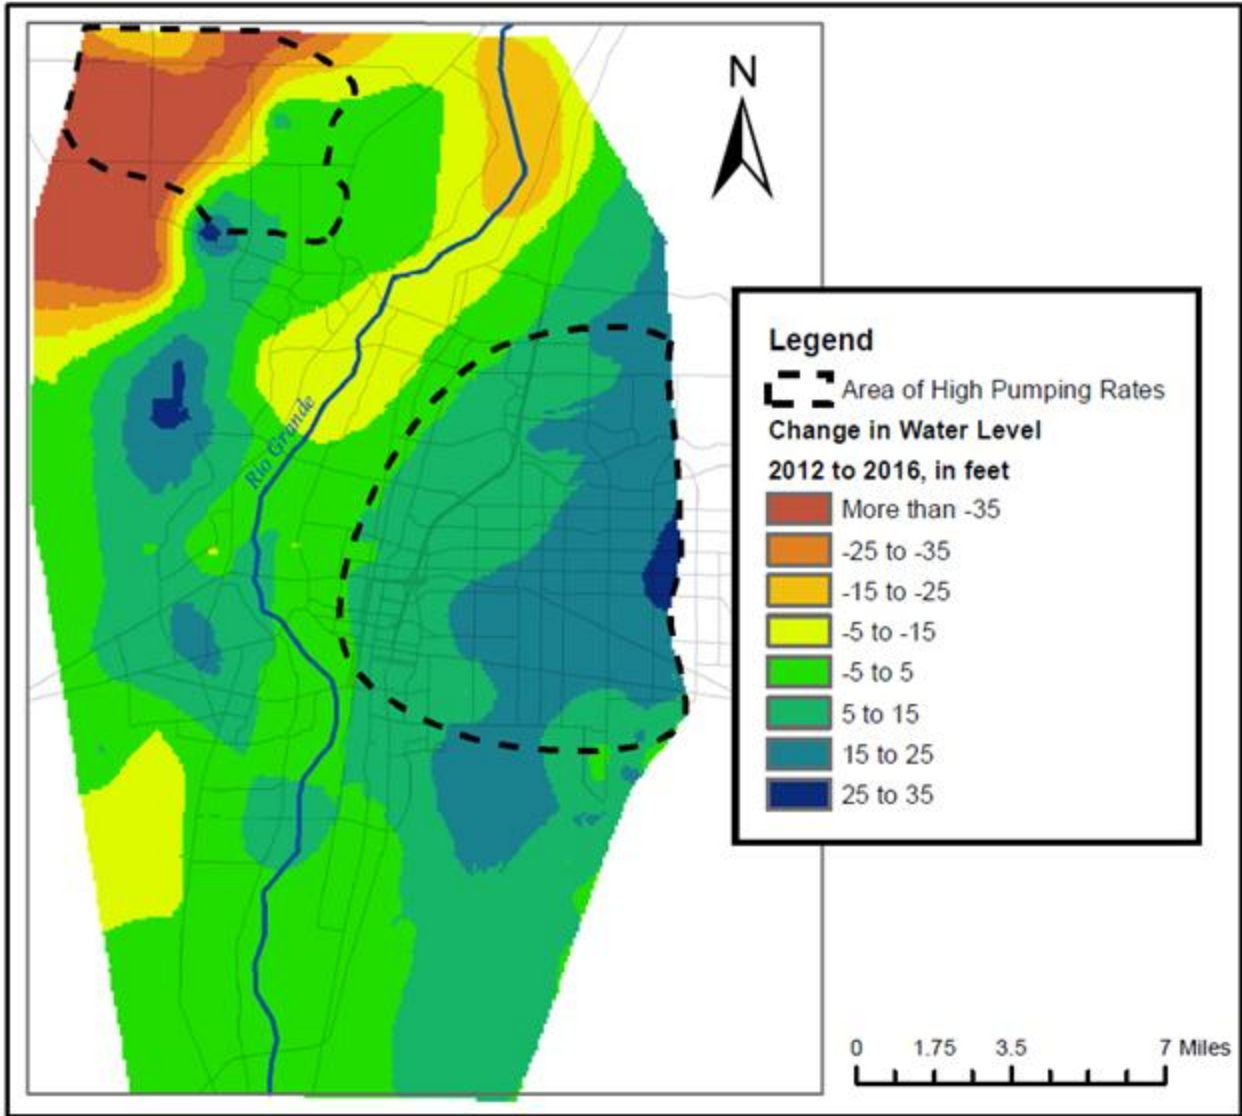 N
Rio Grande
Legend
Area of High Pumping Rates
Change in Water Level
2012 to 2016, in feet
More than -35
-25 to -35
-15 to -25
-5 to -15
-5 to 5
5 to 15
15 to 25
25 to 35
0 1.75 3.5 7 Miles